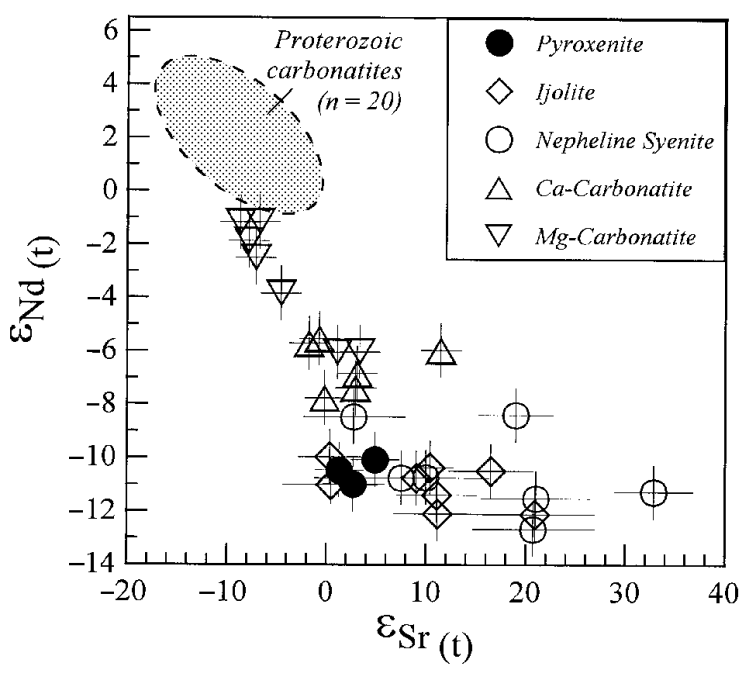 6
4
2
0
−2
−4
−6
−8
−10
−12
−14
εNd (t)
Proterozoic
carbonatites
(n = 20)
Pyroxenite
Ijolite
Nepheline Syenite
Ca-Carbonatite
Mg-Carbonatite
−20
−10
0
10
20
30
40
εSr (t)